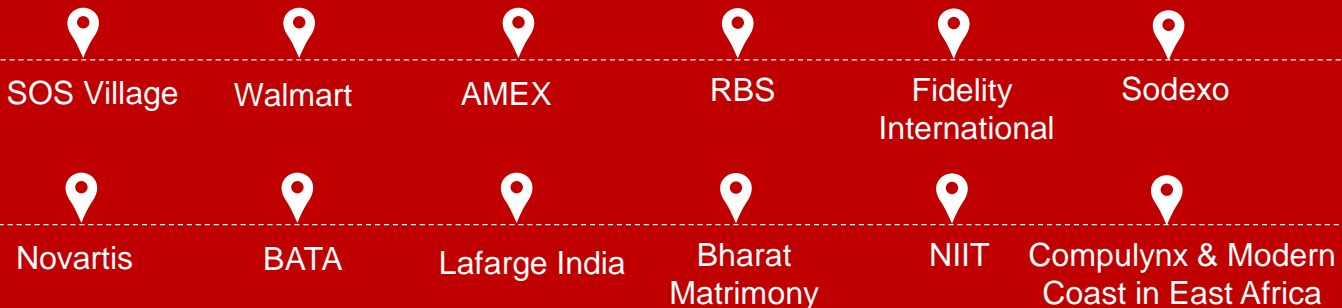 SOS Village
Walmart
AMEX
RBS
Fidelity
International
Sodexo
Novartis
BATA
Lafarge India
Bharat
Matrimony
NIIT
Compulynx & Modern
Coast in East Africa